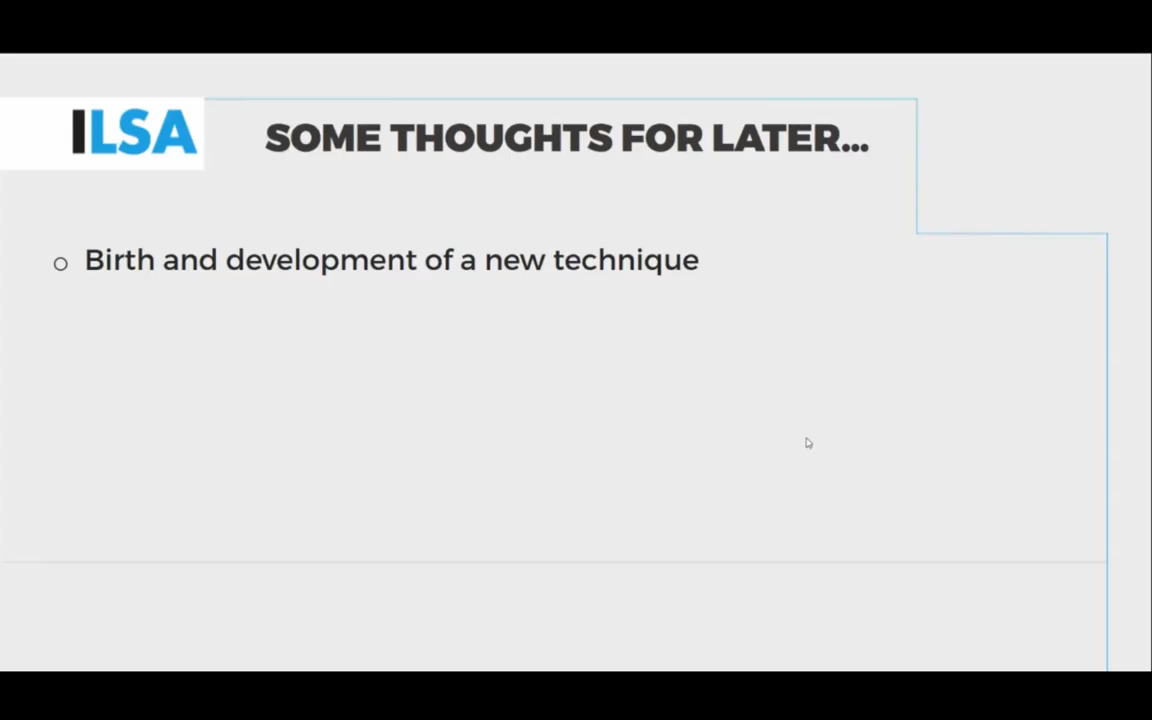 ILSA
SOME THOUGHTS FOR LATER...
Birth and development of a new technique